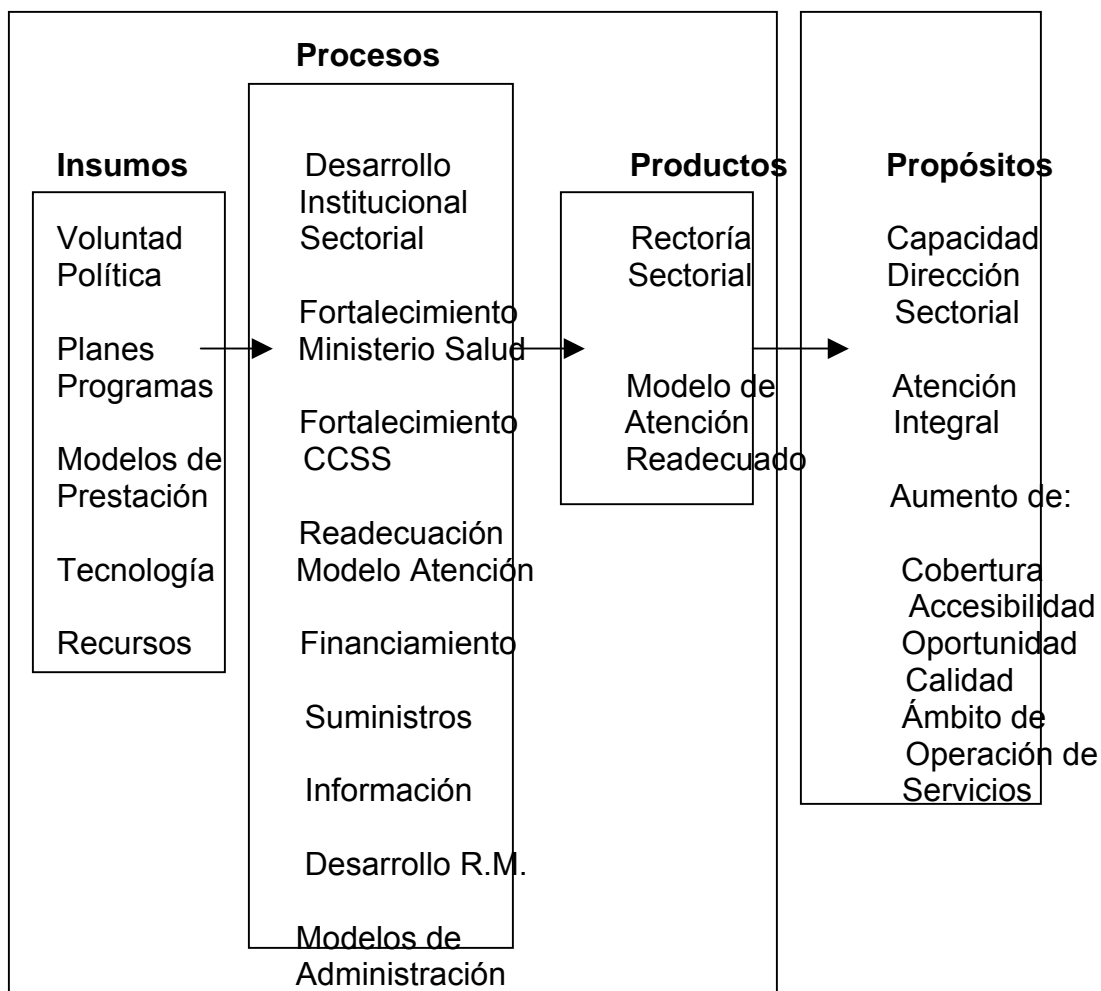 Procesos
Insumos
Voluntad
Política
Planes
Programas
Modelos de
Prestación
Tecnología
Recursos
Desarrollo
Institucional
Sectorial
Fortalecimiento
Ministerio Salud
Fortalecimiento
CCSS
Readecuación
Modelo Atención
Financiamiento
Suministros
Información
Desarrollo R.M.
Modelos de
Administración
Productos
Rectoría
Sectorial
Modelo de
Atención
Readecuado
Propósitos
Capacidad
Dirección
Sectorial
Atención
Integral
Aumento de:
Cobertura
Accesibilidad
Oportunidad
Calidad
Ámbito de
Operación de
Servicios